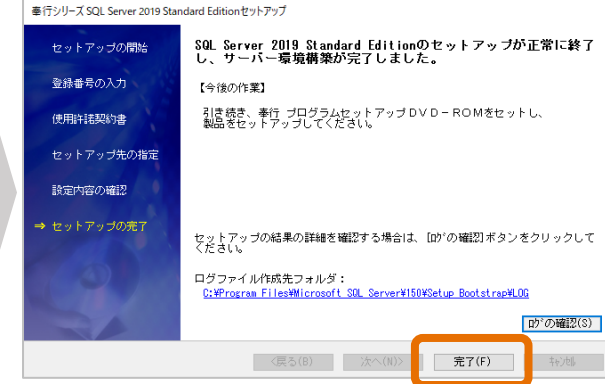 奉行シリーズ SQL Server 2019 Standard Editionセットアップ
セットアップの開始
登録番号の入力
使用許諾契約書
セットアップ先の指定
設定内容の確認
⇒ セットアップの完了
SQL Server 2019 Standard Editionのセットアップが正常に終了
し、サーバー環境構築が完了しました。
【今後の作業】
引き続き、奉行 プログラムセットアップDVD-ROMをセットし、
製品をセットアップしてください。
セットアップの結果の詳細を確認する場合は、[ﾛｸﾞの確認]ボタンをクリックして
ください。
ログファイル作成先フォルダ：
C:¥Program Files¥Microsoft SQL Server¥150¥Setup Bootstrap¥LOG
ﾛｸﾞの確認(S)
<戻る(B)
次へ(N)>
完了(F)
ｷｬﾝｾﾙ